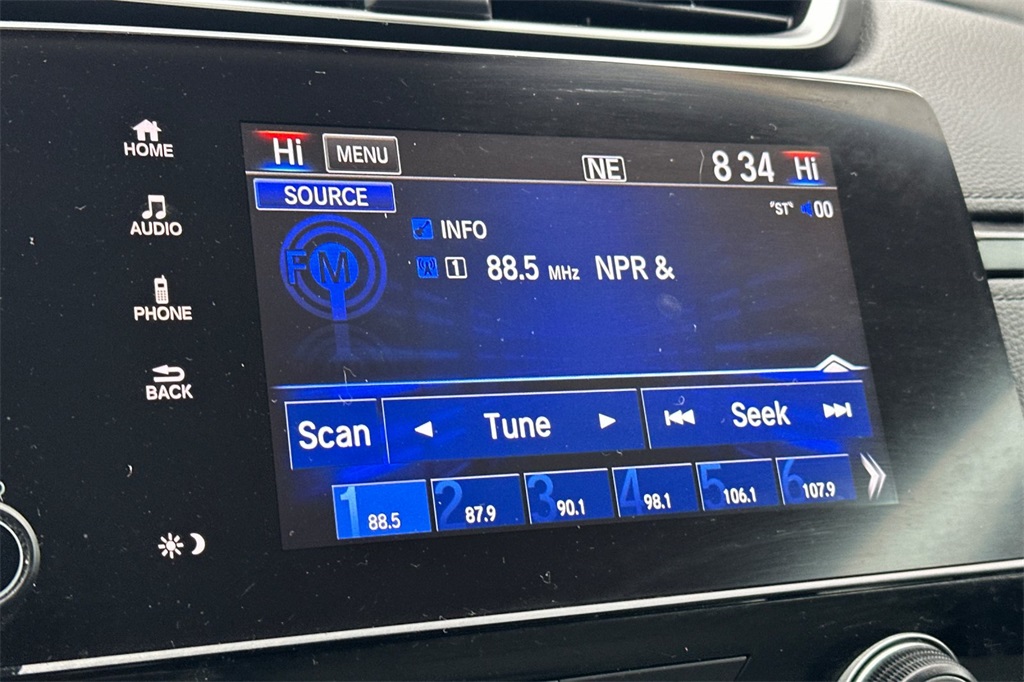 HOME
AUDIO
PHONE
BACK
Hi MENU NE 8 34 Hi
SOURCE "ST" 00
FM
INFO
1 88.5 MHz NPR &
Scan Tune Seek
1 88.5 2 87.9 3 90.1 4 98.1 5 106.1 6 107.9